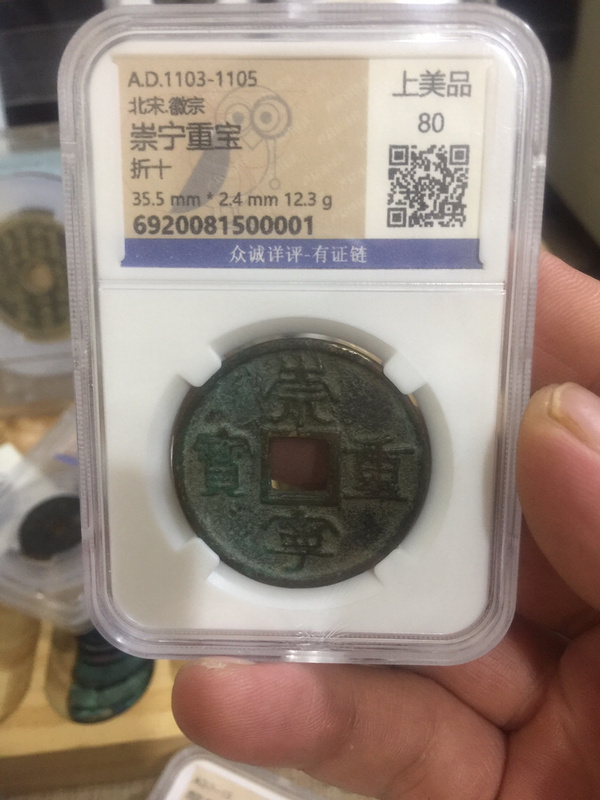 A.D.1103-1105
北宋.徽宗
崇宁重宝
折十
35.5 mm * 2.4 mm 12.3 g
6920081500001
上美品
80
众诚详评-有证链
崇
寧
重
寳